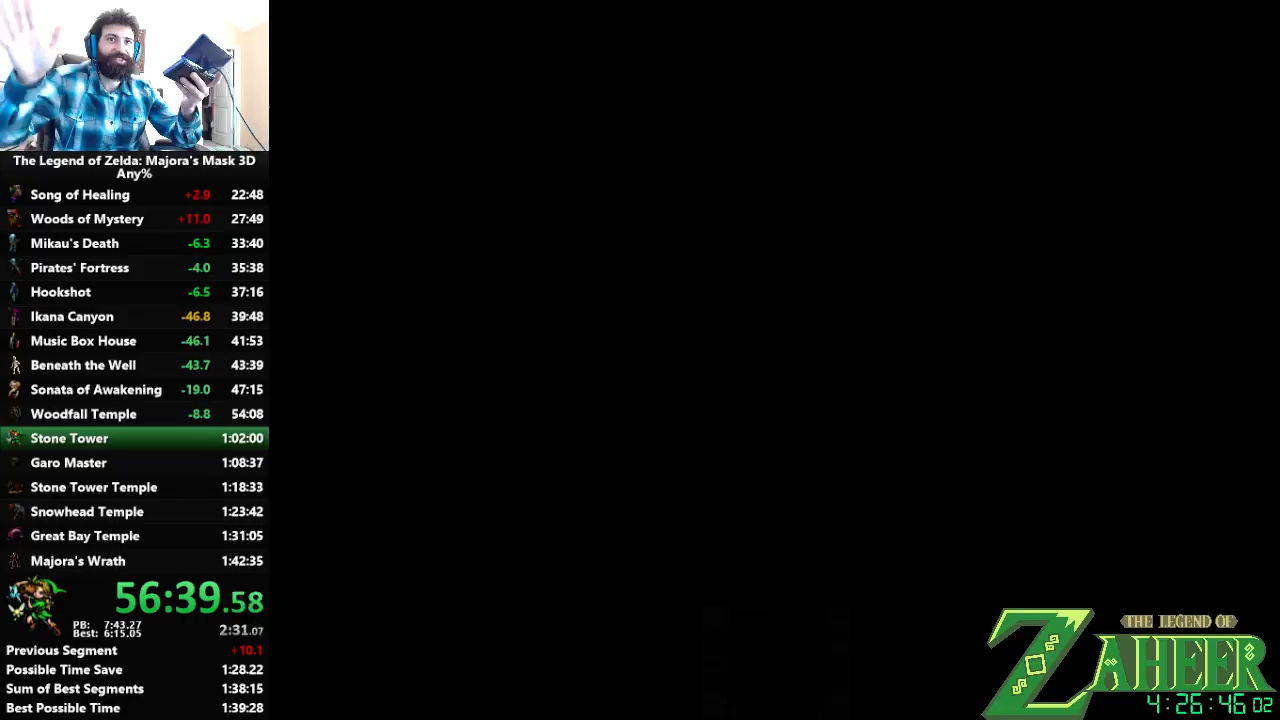 The Legend of Zelda: Majora's Mask 3D
Any%
Song of Healing +2.9 22:48
Woods of Mystery +11.0 27:49
Mikau's Death -6.3 33:40
Pirates' Fortress -4.0 35:38
Hookshot -6.5 37:16
Ikana Canyon -46.8 39:48
Music Box House -46.1 41:53
Beneath the Well -43.7 43:39
Sonata of Awakening -19.0 47:15
Woodfall Temple -8.8 54:08
Stone Tower 1:02:00
Garo Master 1:08:37
Stone Tower Temple 1:18:33
Snowhead Temple 1:23:42
Great Bay Temple 1:31:05
Majora's Wrath 1:42:35
56:39.58
PB: 7:43.27
Best: 6:15.05
2:31.07
Previous Segment +10.1
Possible Time Save 1:28.22
Sum of Best Segments 1:38:15
Best Possible Time 1:39:28
THE LEGEND OF
ZAHEER
4:26:46 02